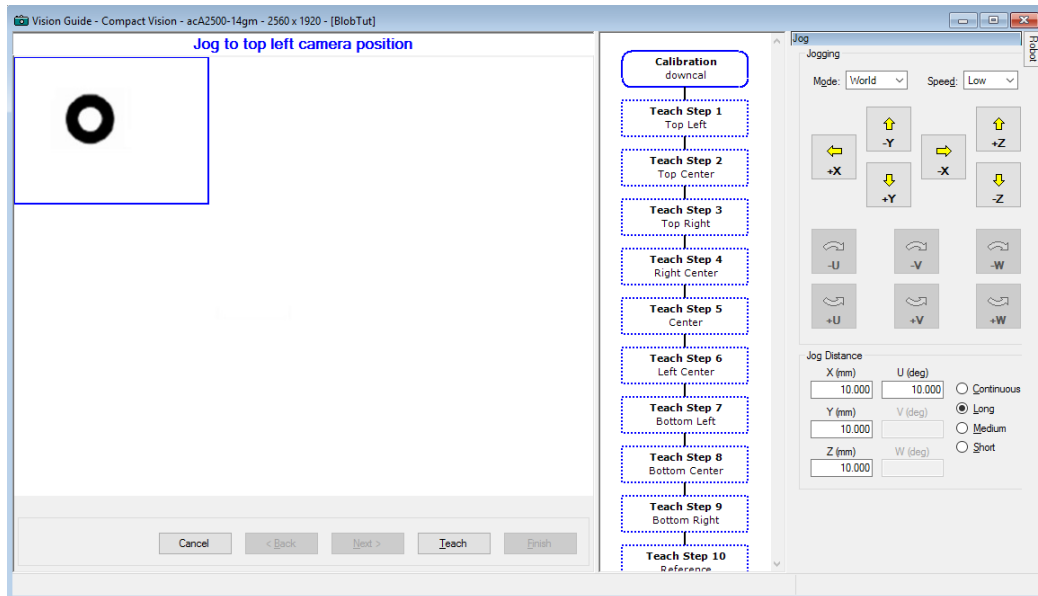 Vision Guide - Compact Vision - acA2500-14gm - 2560 x 1920 - [BlobTut]
Jog to top left camera position
Cancel
< Back
Next >
Teach
Finish
Calibration
downcal
Teach Step 1
Top Left
Teach Step 2
Top Center
Teach Step 3
Top Right
Teach Step 4
Right Center
Teach Step 5
Center
Teach Step 6
Left Center
Teach Step 7
Bottom Left
Teach Step 8
Bottom Center
Teach Step 9
Bottom Right
Teach Step 10
Reference
Jog
Robot
Jogging
Mode: World Speed: Low
-Y +Z
+X -X
+Y -Z
-U -V -W
+U +V +W
Jog Distance
X (mm) U (deg)
10.000 10.000 Continuous
Y (mm) V (deg) Long
10.000 Medium
Z (mm) W (deg) Short
10.000